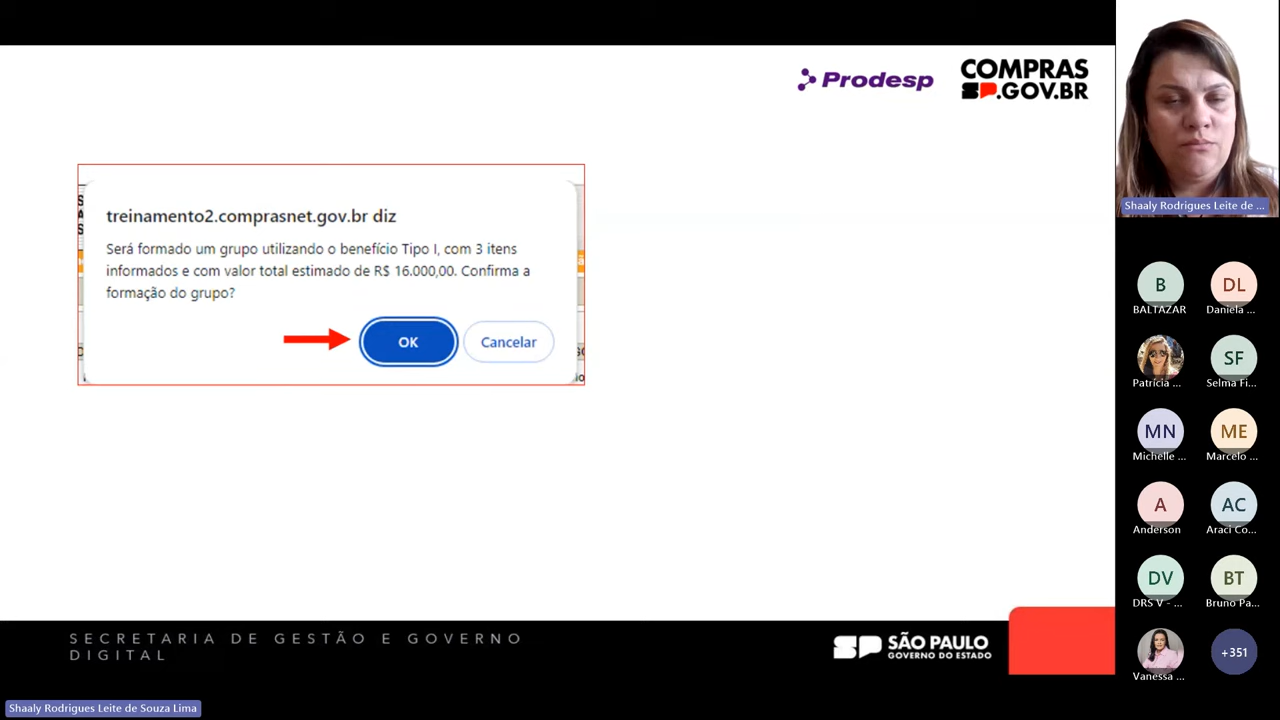 Prodesp
COMPRAS
SP.GOV.BR
treinamento2.comprasnet.gov.br diz
Será formado um grupo utilizando o benefício Tipo I, com 3 itens
informados e com valor total estimado de R$ 16.000,00. Confirma a
formação do grupo?
OK
Cancelar
SECRETARIA DE GESTÃO E GOVERNO
DIGITAL
SP
SÃO PAULO
GOVERNO DO ESTADO
Shaaly Rodrigues Leite de Souza Lima
Shaaly Rodrigues Leite de ...
B
BALTAZAR
DL
Daniela ...
Patrícia ...
SF
Selma Fi...
MN
Michelle ...
ME
Marcelo ...
A
Anderson
AC
Araci Co...
DV
DRS V - ...
BT
Bruno Pa...
Vanessa ...
+351